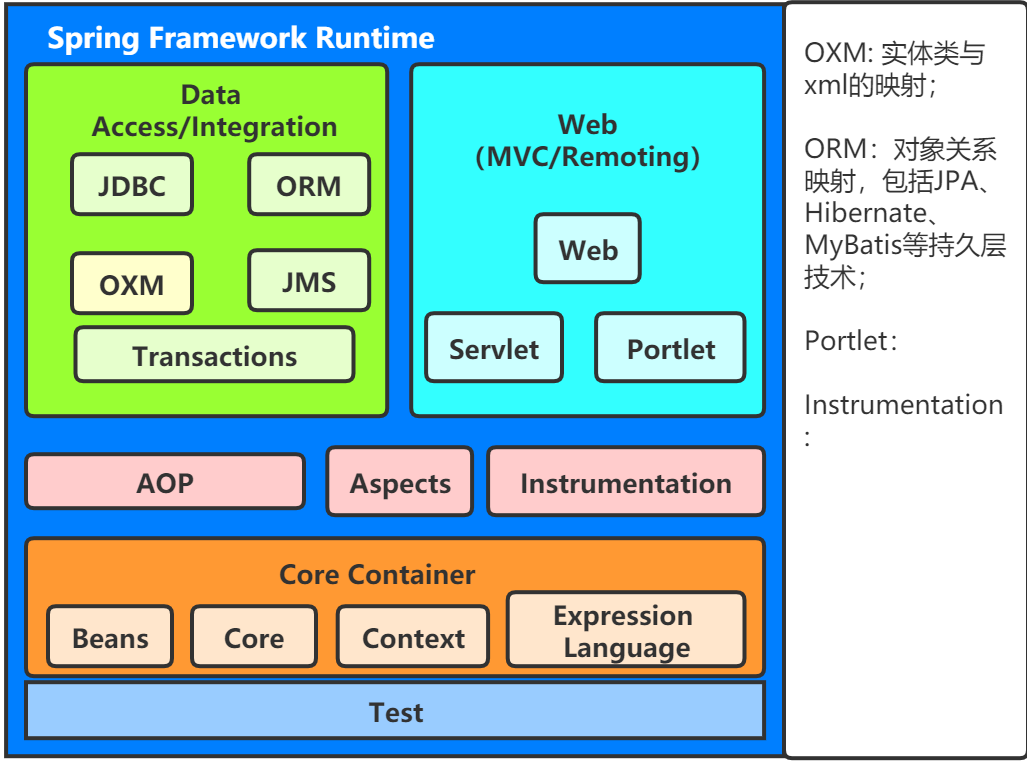 Spring Framework Runtime
Data
Access/Integration
JDBC
ORM
OXM
JMS
Transactions
Web
(MVC/Remoting)
Web
Servlet
Portlet
AOP
Aspects
Instrumentation
Core Container
Beans
Core
Context
Expression
Language
Test
OXM: 实体类与
xml的映射;
ORM：对象关系
映射，包括JPA、
Hibernate、
MyBatis等持久层
技术;
Portlet：
Instrumentation
：